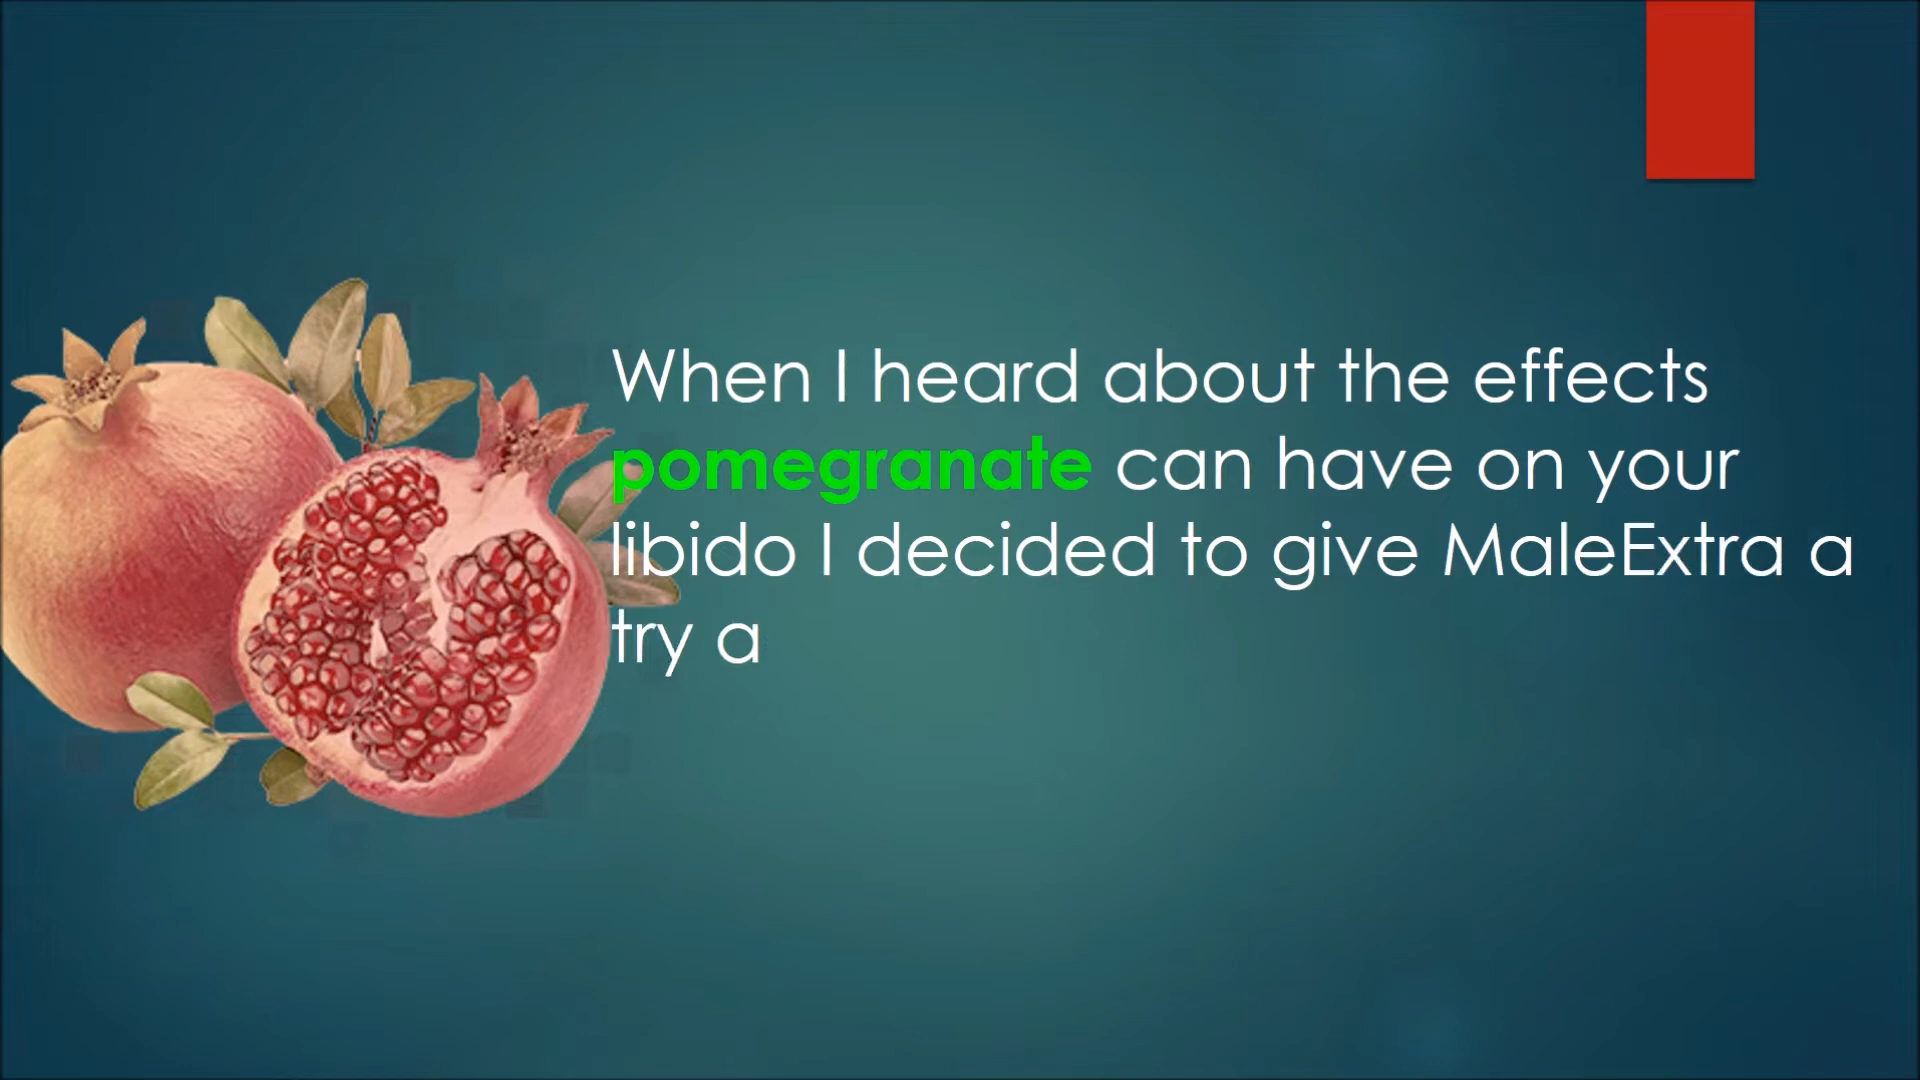 When I heard about the effects
pomegranate can have on your
libido I decided to give MaleExtra a
try a